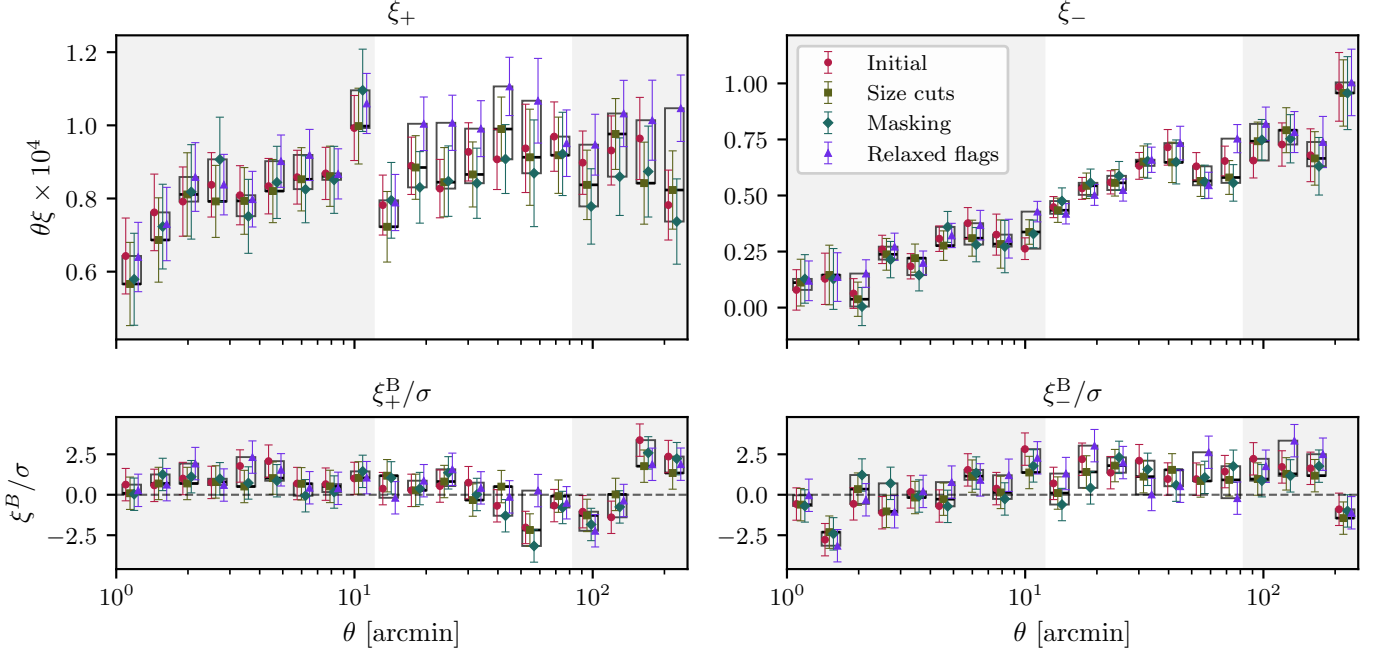 ξ₊
ξ₋
θξ × 10⁴
1.2
1.0
0.8
0.6
1.00
0.75
0.50
0.25
0.00
Initial
Size cuts
Masking
Relaxed flags
ξ₊ᴮ/σ
ξ₋ᴮ/σ
ξᴮ/σ
2.5
0.0
−2.5
2.5
0.0
−2.5
10⁰
10¹
10²
10⁰
10¹
10²
θ [arcmin]
θ [arcmin]